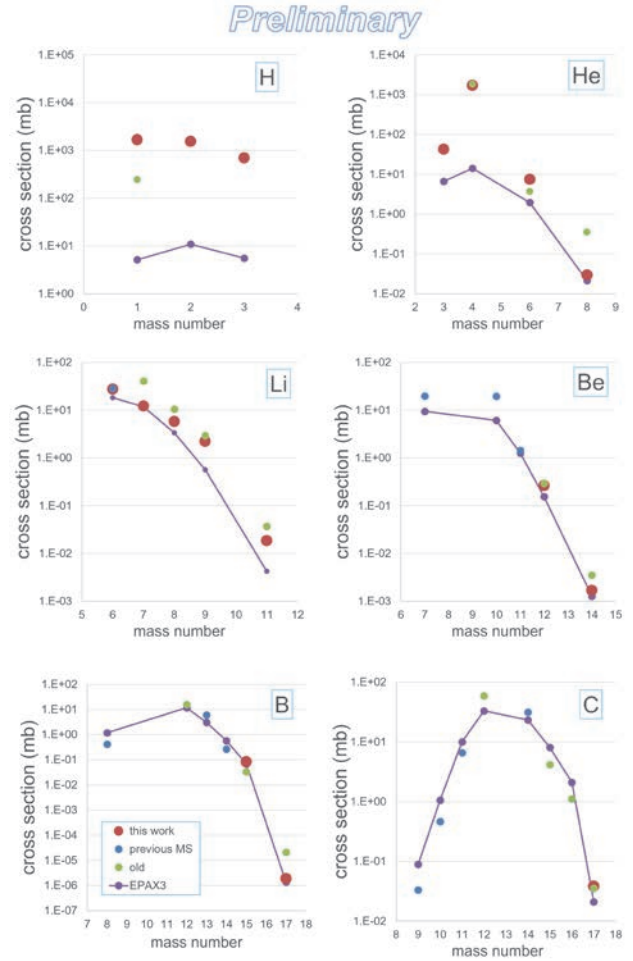 Preliminary
H
cross section (mb)
1.E+05
1.E+04
1.E+03
1.E+02
1.E+01
1.E+00
0 1 2 3 4
mass number
He
cross section (mb)
1.E+04
1.E+03
1.E+02
1.E+01
1.E+00
1.E-01
1.E-02
2 3 4 5 6 7 8 9 10
mass number
Li
cross section (mb)
1.E+02
1.E+01
1.E+00
1.E-01
1.E-02
1.E-03
5 6 7 8 9 10 11 12
mass number
Be
cross section (mb)
1.E+02
1.E+01
1.E+00
1.E-01
1.E-02
1.E-03
6 7 8 9 10 11 12 13 14 15
mass number
B
cross section (mb)
1.E+02
1.E+01
1.E+00
1.E-01
1.E-02
1.E-03
1.E-04
1.E-05
1.E-06
1.E-07
this work
previous MS
old
EPAX3
7 8 9 10 11 12 13 14 15 16 17 18
mass number
C
cross section (mb)
1.E+02
1.E+01
1.E+00
1.E-01
1.E-02
8 9 10 11 12 13 14 15 16 17 18
mass number